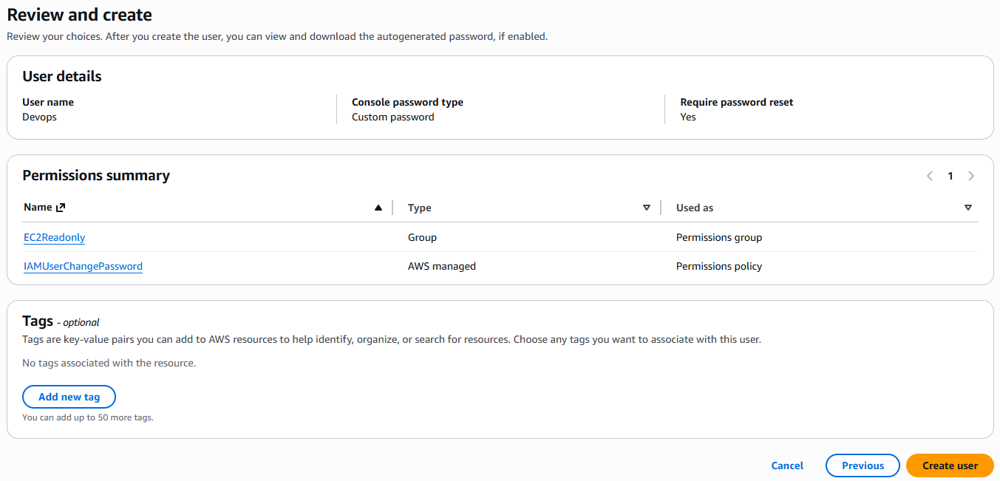 Review and create
Review your choices. After you create the user, you can view and download the autogenerated password, if enabled.
User details
User name
Devops
Console password type
Custom password
Require password reset
Yes
Permissions summary
1
Name
Type
Used as
EC2Readonly
Group
Permissions group
IAMUserChangePassword
AWS managed
Permissions policy
Tags - optional
Tags are key-value pairs you can add to AWS resources to help identify, organize, or search for resources. Choose any tags you want to associate with this user.
No tags associated with the resource.
Add new tag
You can add up to 50 more tags.
Cancel
Previous
Create user